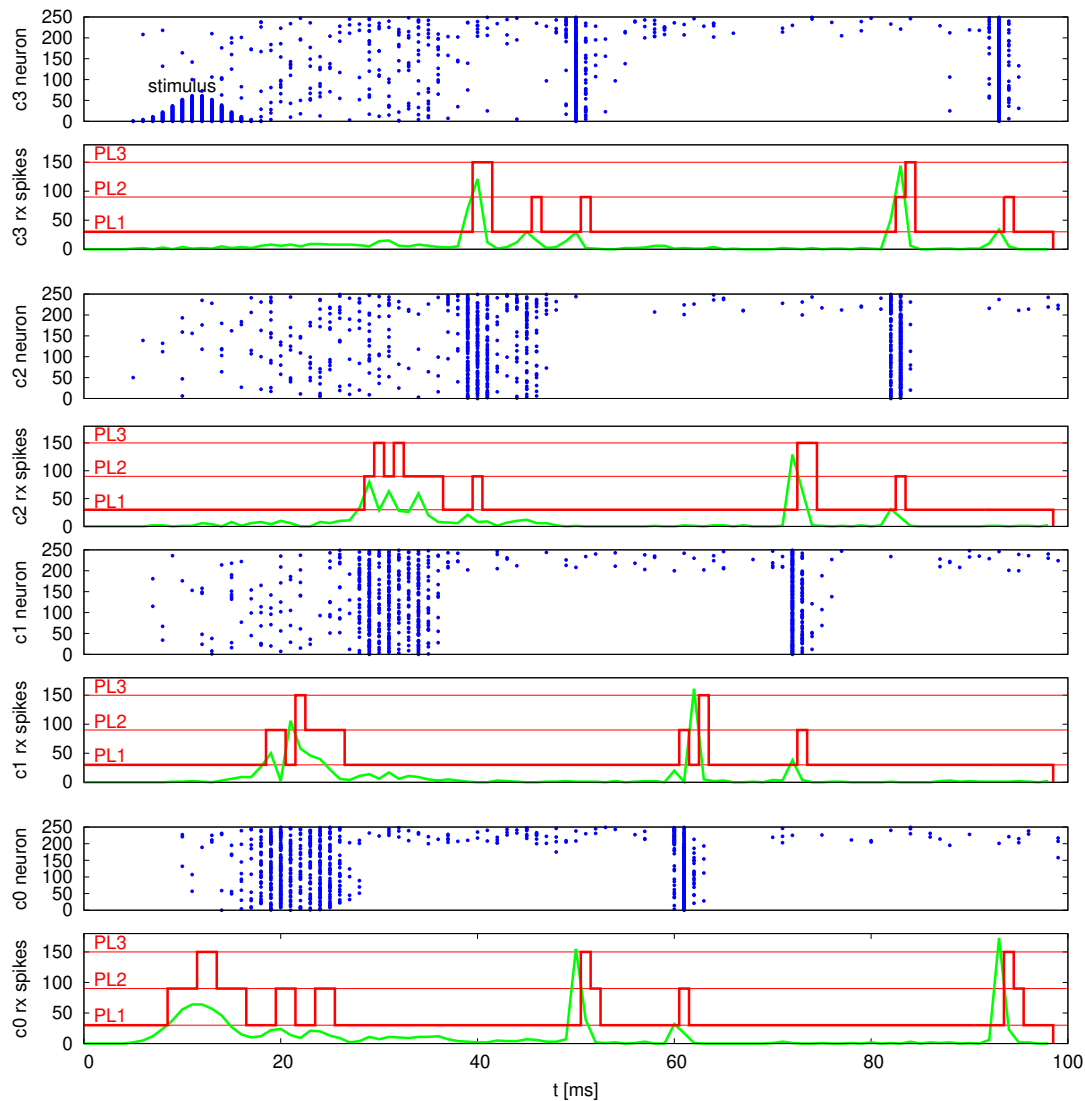 250
200
150
100
50
0
c3 neuron
stimulus
150
100
50
0
c3 rx spikes
PL3
PL2
PL1
250
200
150
100
50
0
c2 neuron
150
100
50
0
c2 rx spikes
PL3
PL2
PL1
250
200
150
100
50
0
c1 neuron
150
100
50
0
c1 rx spikes
PL3
PL2
PL1
250
200
150
100
50
0
c0 neuron
150
100
50
0
c0 rx spikes
PL3
PL2
PL1
0 20 40 60 80 100
t [ms]